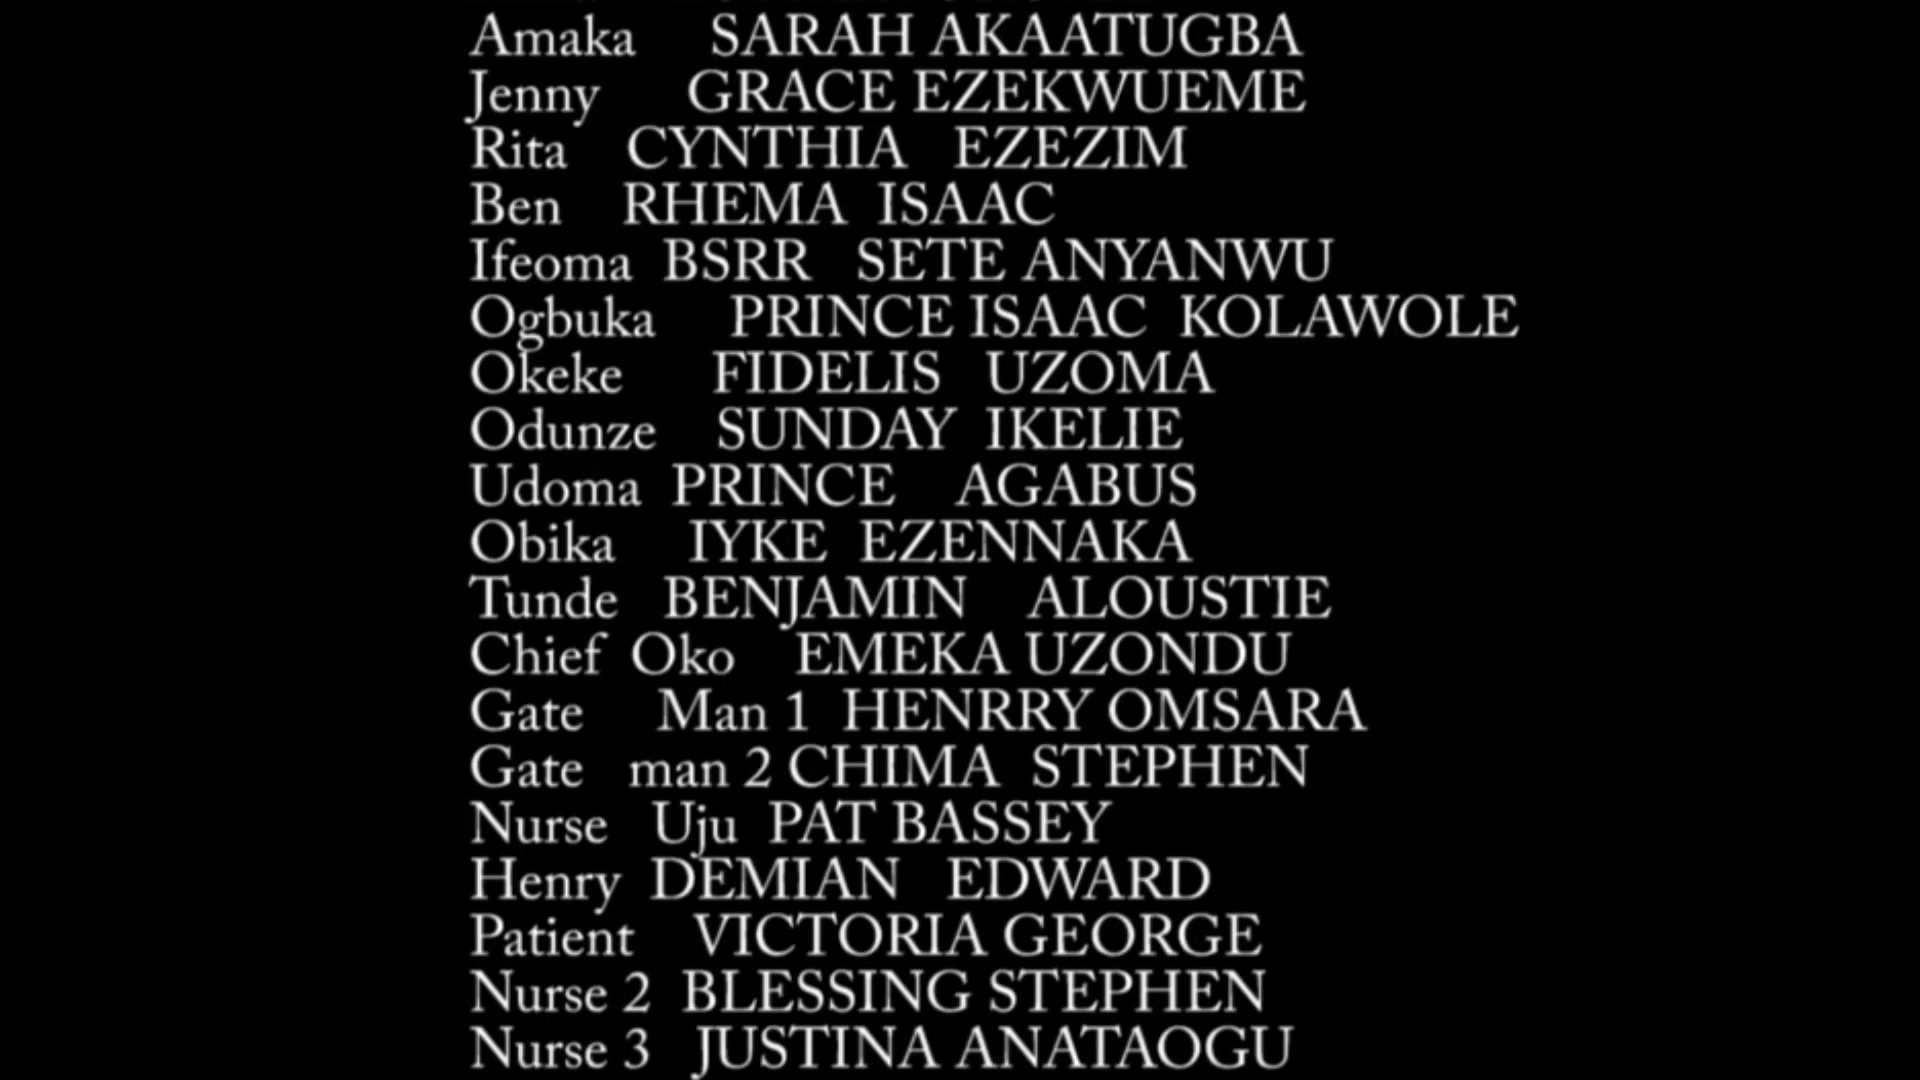 Amaka SARAH AKAATUGBA
Jenny GRACE EZEKWUEME
Rita CYNTHIA EZEZIM
Ben RHEMA ISAAC
Ifeoma BSRR SETE ANYANWU
Ogbuka PRINCE ISAAC KOLAWOLE
Okeke FIDELIS UZOMA
Odunze SUNDAY IKELIE
Udoma PRINCE AGABUS
Obika IYKE EZENNAKA
Tunde BENJAMIN ALOUSTIE
Chief Oko EMEKA UZONDU
Gate Man 1 HENRRY OMSARA
Gate man 2 CHIMA STEPHEN
Nurse Uju PAT BASSEY
Henry DEMIAN EDWARD
Patient VICTORIA GEORGE
Nurse 2 BLESSING STEPHEN
Nurse 3 JUSTINA ANATAOGU